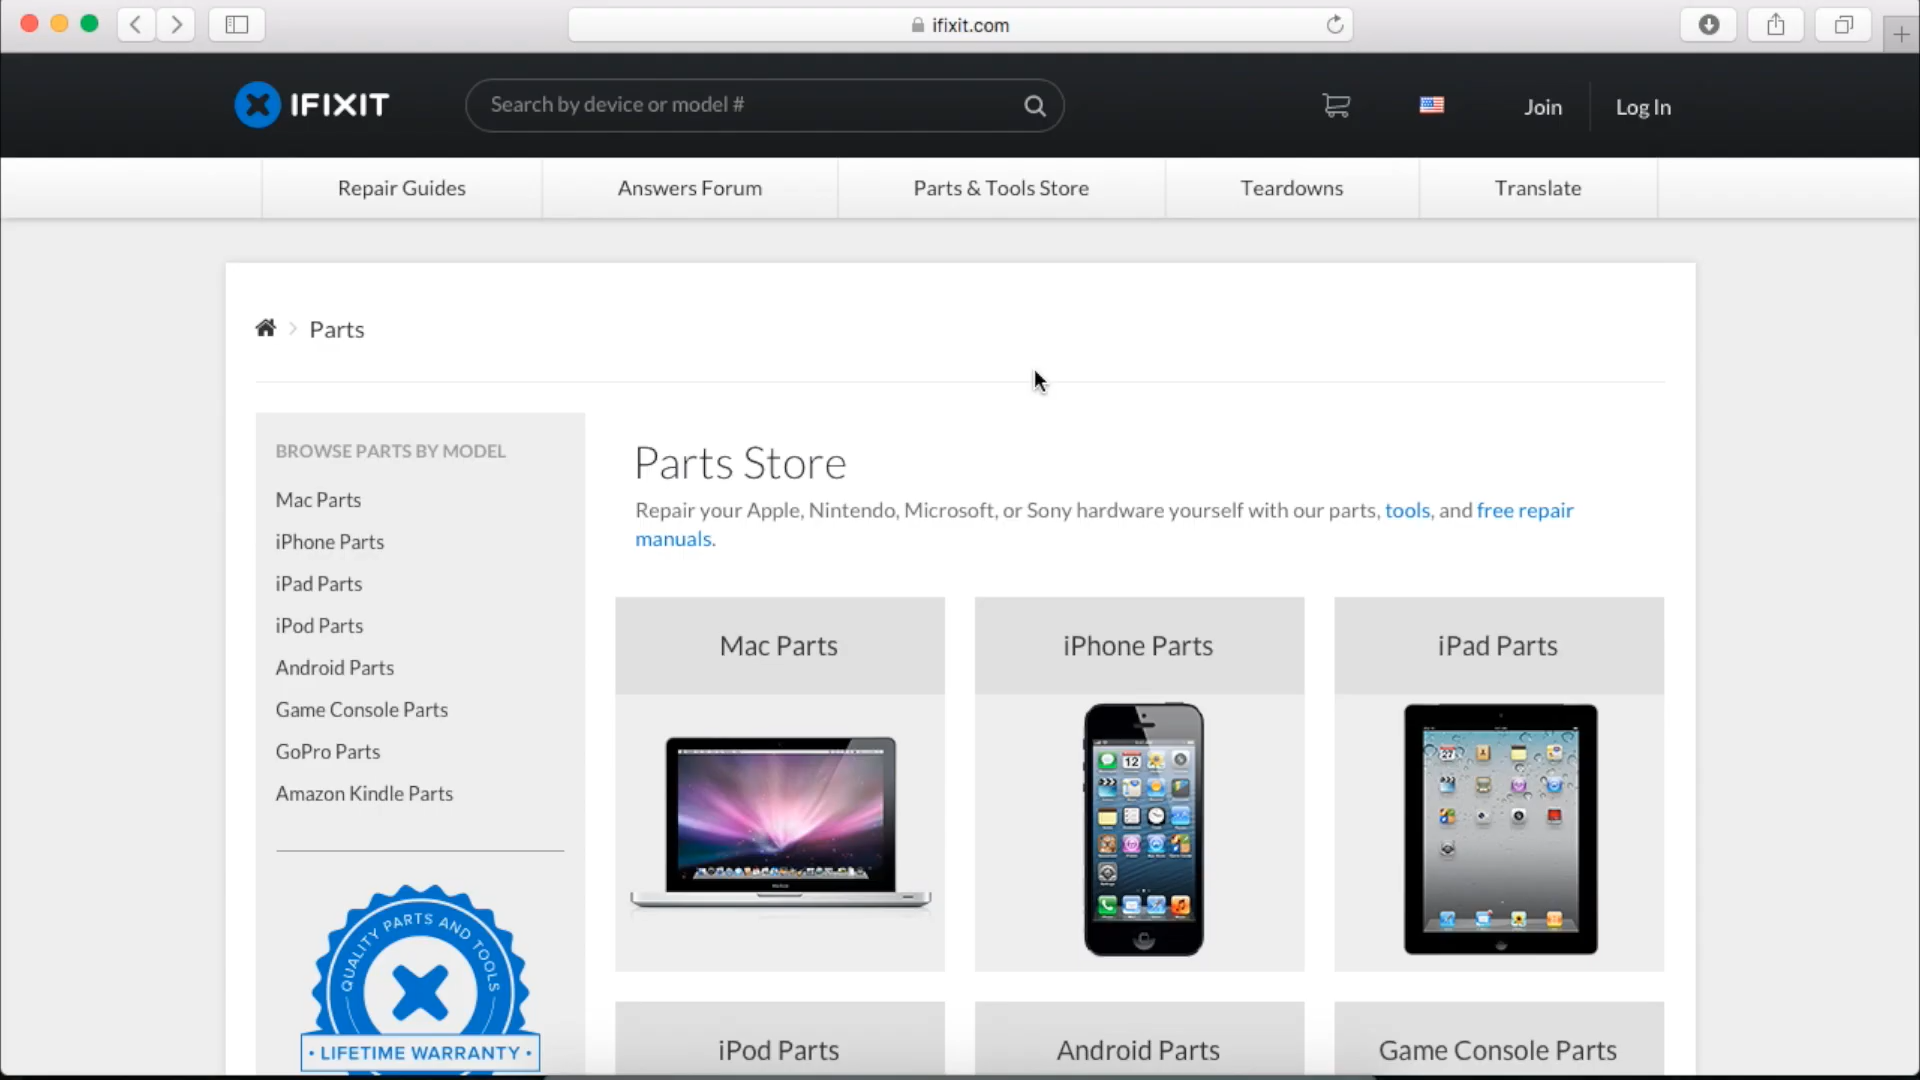 ifixit.com
IFIXIT
Search by device or model #
Join
Log In
Repair Guides
Answers Forum
Parts & Tools Store
Teardowns
Translate
Parts
BROWSE PARTS BY MODEL
Mac Parts
iPhone Parts
iPad Parts
iPod Parts
Android Parts
Game Console Parts
GoPro Parts
Amazon Kindle Parts
QUALITY PARTS AND TOOLS
• LIFETIME WARRANTY •
Parts Store
Repair your Apple, Nintendo, Microsoft, or Sony hardware yourself with our parts, tools, and free repair
manuals.
Mac Parts
iPhone Parts
iPad Parts
12
27
iPod Parts
Android Parts
Game Console Parts